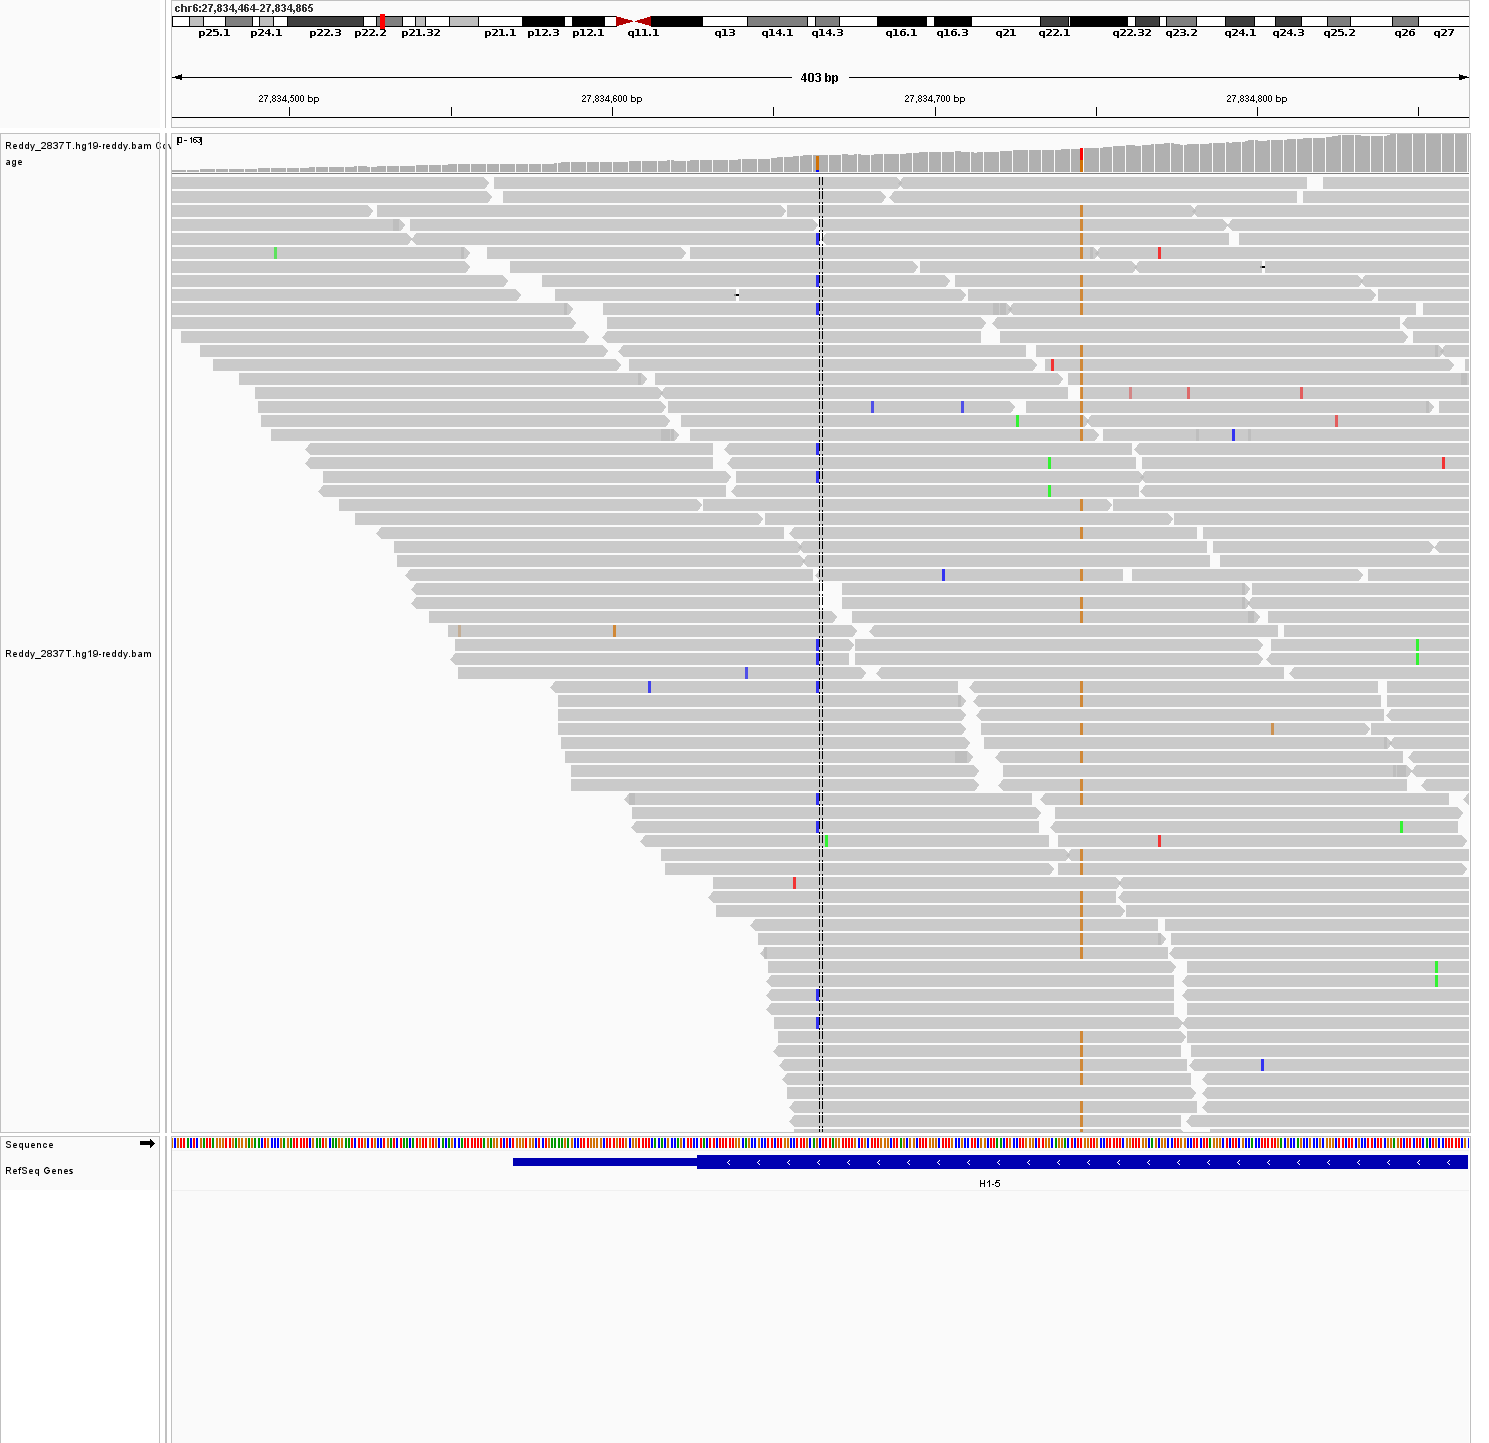 chr6:27,834,464-27,834,865
p25.1 p24.1 p22.3 p22.2 p21.32 p21.1 p12.3 p12.1 q11.1 q13 q14.1 q14.3 q16.1 q16.3 q21 q22.1 q22.32 q23.2 q24.1 q24.3 q25.2 q26 q27
403 bp
27,834,500 bp 27,834,600 bp 27,834,700 bp 27,834,800 bp
Reddy_2837T.hg19-reddy.bam Cov
age
[0 - 163]
Reddy_2837T.hg19-reddy.bam
Sequence
RefSeq Genes
H1-5